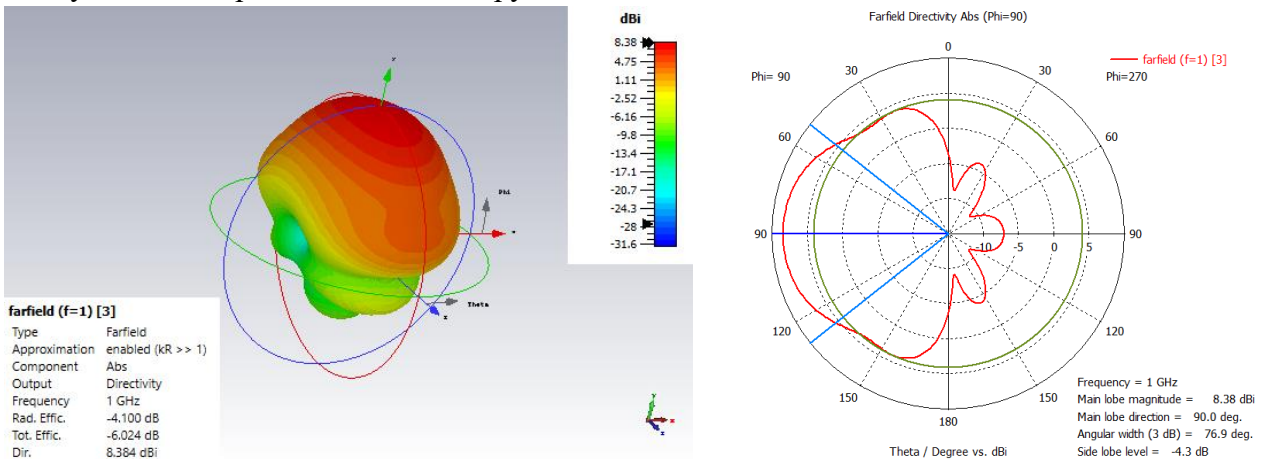 dBi
8.38
4.75
1.11
-2.52
-6.16
-9.8
-13.4
-17.1
-20.7
-24.3
-28
-31.6
Phi
Theta
z
farfield (f=1) [3]
Type Farfield
Approximation enabled (kR >> 1)
Component Abs
Output Directivity
Frequency 1 GHz
Rad. Effic. -4.100 dB
Tot. Effic. -6.024 dB
Dir. 8.384 dBi
y
x
z
Farfield Directivity Abs (Phi=90)
farfield (f=1) [3]
Phi= 90 30 0 30 Phi=270
60 60
90 -10 -5 0 5 90
120 120
150 150
180
Theta / Degree vs. dBi
Frequency = 1 GHz
Main lobe magnitude = 8.38 dBi
Main lobe direction = 90.0 deg.
Angular width (3 dB) = 76.9 deg.
Side lobe level = -4.3 dB